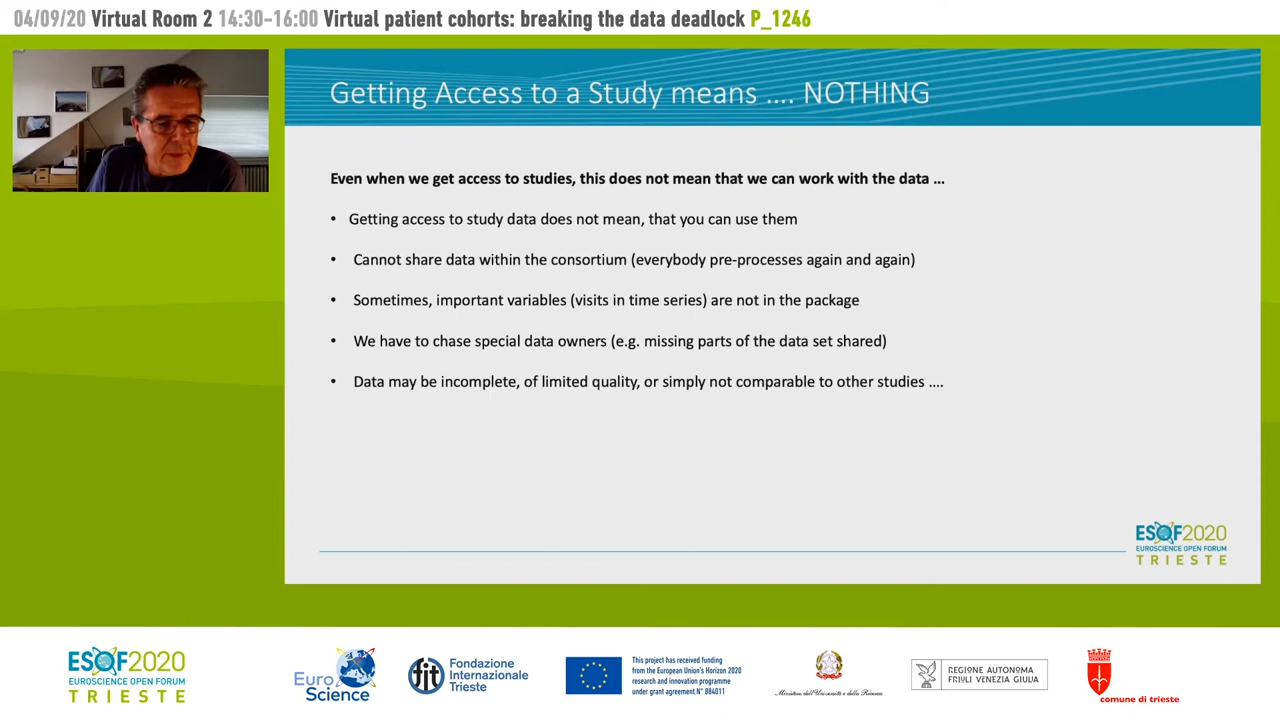 04/09/20 Virtual Room 2 14:30-16:00 Virtual patient cohorts: breaking the data deadlock P_1246
Getting Access to a Study means .... NOTHING
Even when we get access to studies, this does not mean that we can work with the data ...
• Getting access to study data does not mean, that you can use them
• Cannot share data within the consortium (everybody pre-processes again and again)
• Sometimes, important variables (visits in time series) are not in the package
• We have to chase special data owners (e.g. missing parts of the data set shared)
• Data may be incomplete, of limited quality, or simply not comparable to other studies ....
ESOF2020
EUROSCIENCE OPEN FORUM
TRIESTE
ESOF2020
EUROSCIENCE OPEN FORUM
TRIESTE
Euro
Science
fit
Fondazione
Internazionale
Trieste
This project has received funding
from the European Union's Horizon 2020
research and innovation programme
under grant agreement N° 884011
Ministero dell'Università e della Ricerca
REGIONE AUTONOMA
FRIULI VENEZIA GIULIA
comune di trieste